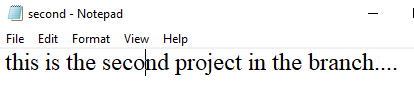 second - Notepad
File Edit Format View Help
this is the second project in the branch....